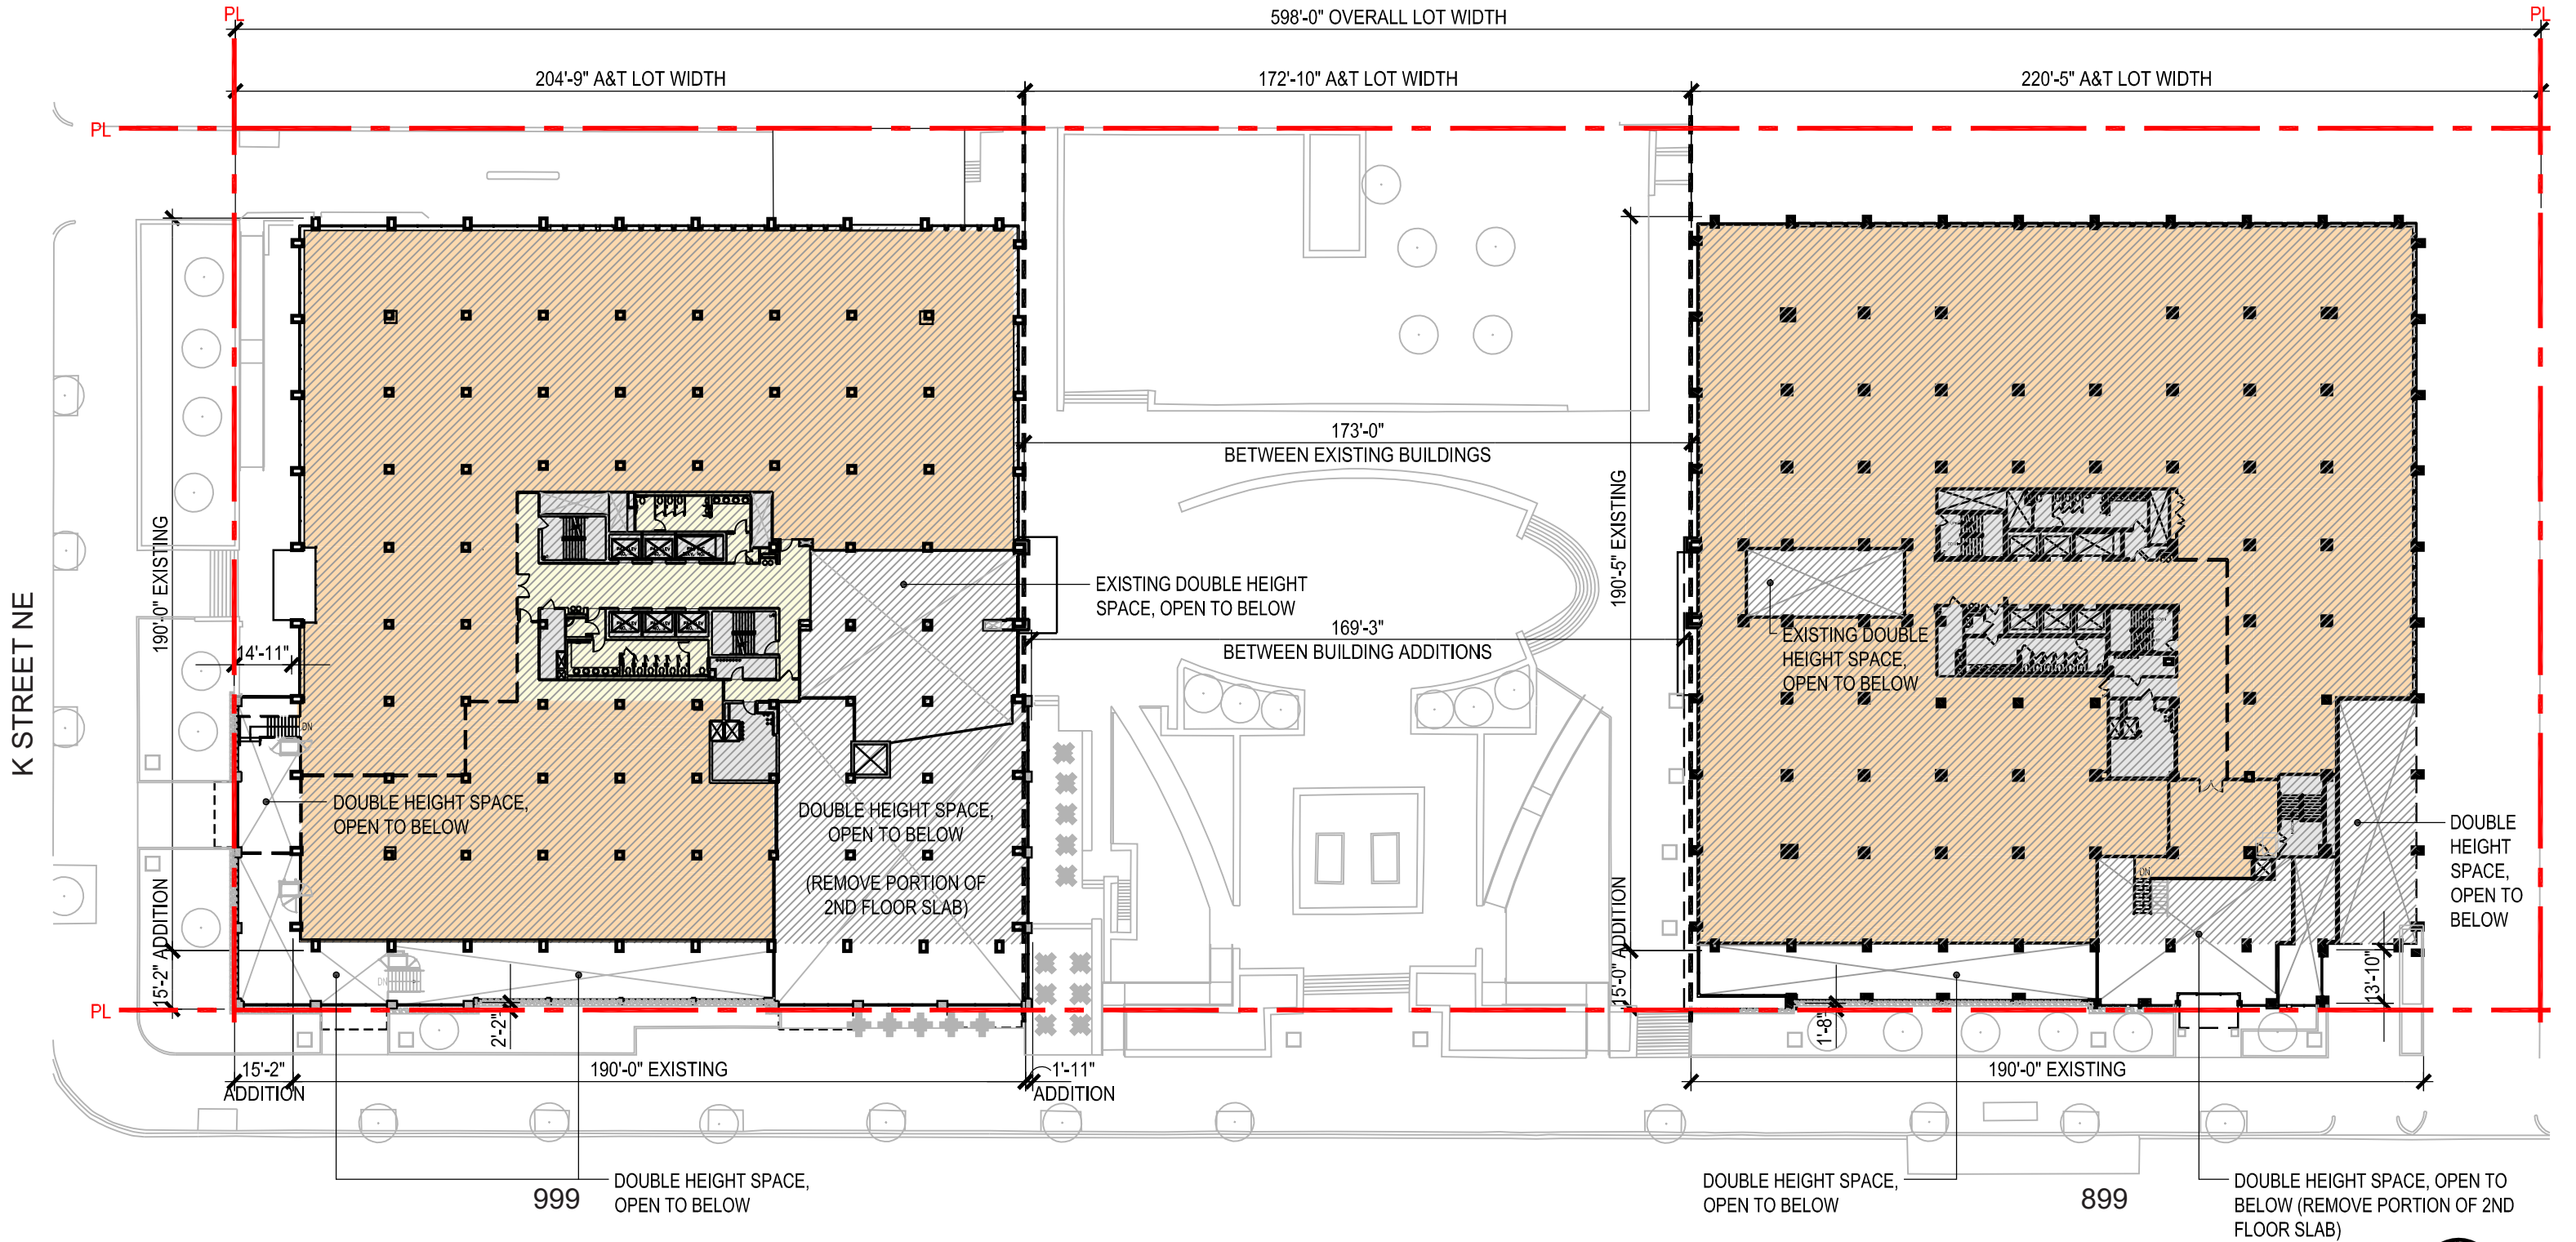 PL
598'-0" OVERALL LOT WIDTH
PL
204'-9" A&T LOT WIDTH
172'-10" A&T LOT WIDTH
220'-5" A&T LOT WIDTH
PL
173'-0"
BETWEEN EXISTING BUILDINGS
190'-0" EXISTING
190'-5" EXISTING
EXISTING DOUBLE HEIGHT
SPACE, OPEN TO BELOW
K STREET NE
169'-3"
BETWEEN BUILDING ADDITIONS
EXISTING DOUBLE
HEIGHT SPACE,
OPEN TO BELOW
14'-11"
DN
DOUBLE HEIGHT SPACE,
OPEN TO BELOW
DOUBLE HEIGHT SPACE,
OPEN TO BELOW
(REMOVE PORTION OF
2ND FLOOR SLAB)
DOUBLE
HEIGHT
SPACE,
OPEN TO
BELOW
DN
15'-2" ADDITION
DN
15'-0" ADDITION
13'-10"
PL
2'-2"
1'-8"
15'-2"
ADDITION
190'-0" EXISTING
1'-11"
ADDITION
190'-0" EXISTING
DOUBLE HEIGHT SPACE,
OPEN TO BELOW
999
DOUBLE HEIGHT SPACE,
OPEN TO BELOW
899
DOUBLE HEIGHT SPACE, OPEN TO
BELOW (REMOVE PORTION OF 2ND
FLOOR SLAB)